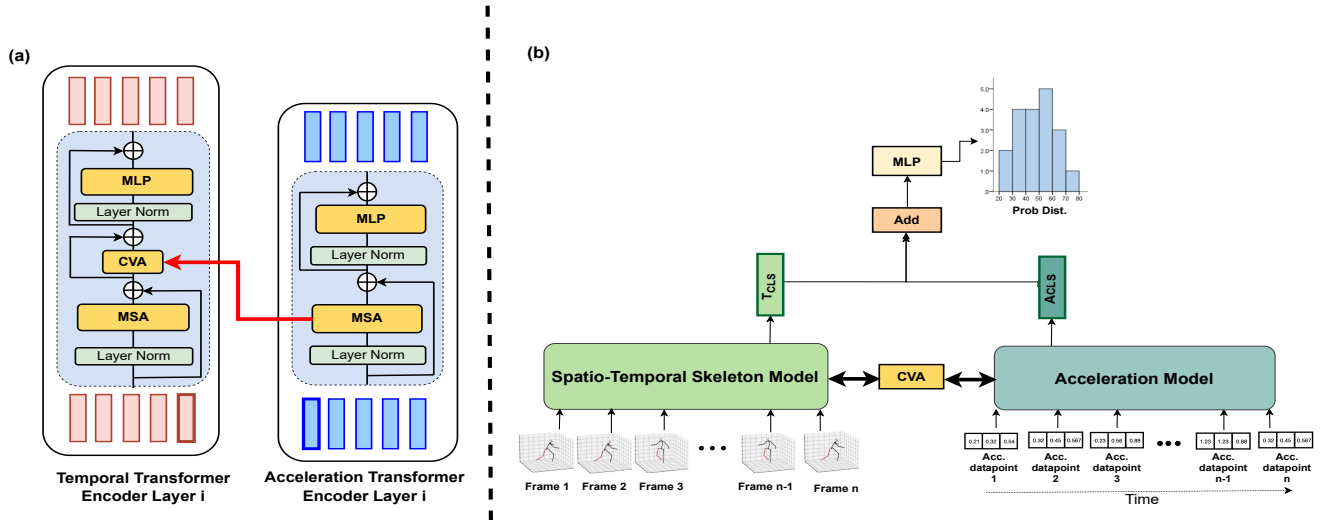 (a)
MLP
Layer Norm
CVA
MSA
Layer Norm
Temporal Transformer
Encoder Layer i
MLP
Layer Norm
MSA
Layer Norm
Acceleration Transformer
Encoder Layer i
(b)
5.0
4.0
3.0
2.0
1.0
.0
20 30 40 50 60 70 80
Prob Dist.
MLP
Add
TCLS
ACLS
Spatio-Temporal Skeleton Model
CVA
Acceleration Model
Frame 1
Frame 2
Frame 3
Frame n-1
Frame n
0.21 0.32 0.54
0.32 0.45 0.567
-0.23 0.56 0.88
1.23 1.23 0.88
0.32 0.45 0.567
Acc.
datapoint
1
Acc.
datapoint
2
Acc.
datapoint
3
Acc.
datapoint
n-1
Acc.
datapoint
n
Time